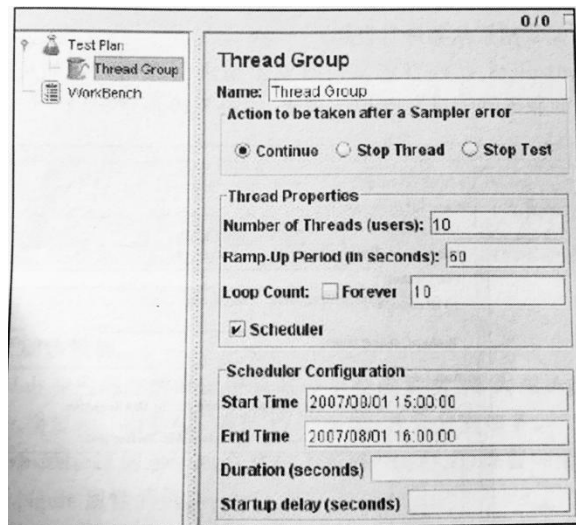 0/0
Test Plan
Thread Group
WorkBench
Thread Group
Name: Thread Group
Action to be taken after a Sampler error
Continue Stop Thread Stop Test
Thread Properties
Number of Threads (users): 10
Ramp-Up Period (in seconds): 60
Loop Count: Forever 10
Scheduler
Scheduler Configuration
Start Time 2007/08/01 15:00:00
End Time 2007/08/01 16:00:00
Duration (seconds)
Startup delay (seconds)